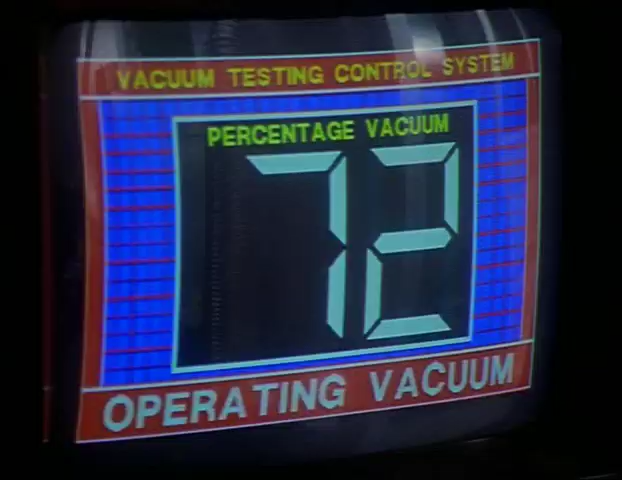 VACUUM TESTING CONTROL SYSTEM
PERCENTAGE VACUUM
72
OPERATING VACUUM